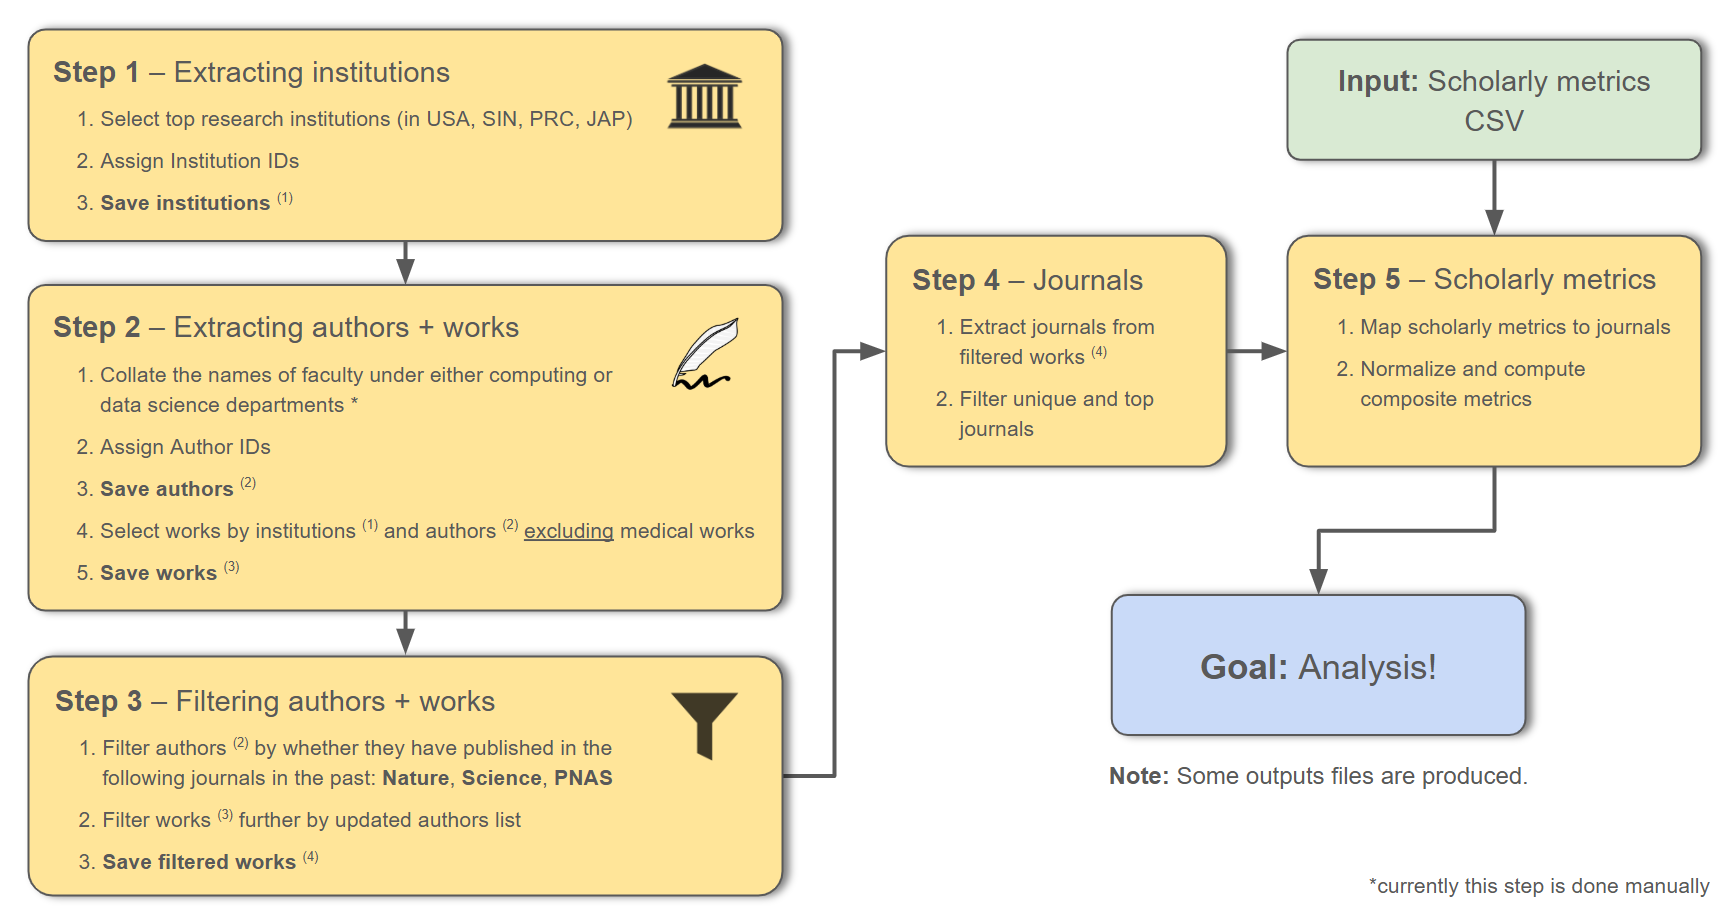 Step 1 – Extracting institutions
1. Select top research institutions (in USA, SIN, PRC, JAP)
2. Assign Institution IDs
3. Save institutions (1)
Step 2 – Extracting authors + works
1. Collate the names of faculty under either computing or
data science departments *
2. Assign Author IDs
3. Save authors (2)
4. Select works by institutions (1) and authors (2) excluding medical works
5. Save works (3)
Step 3 – Filtering authors + works
1. Filter authors (2) by whether they have published in the
following journals in the past: Nature, Science, PNAS
2. Filter works (3) further by updated authors list
3. Save filtered works (4)
Step 4 – Journals
1. Extract journals from
filtered works (4)
2. Filter unique and top
journals
Input: Scholarly metrics
CSV
Step 5 – Scholarly metrics
1. Map scholarly metrics to journals
2. Normalize and compute
composite metrics
Goal: Analysis!
Note: Some outputs files are produced.
*currently this step is done manually